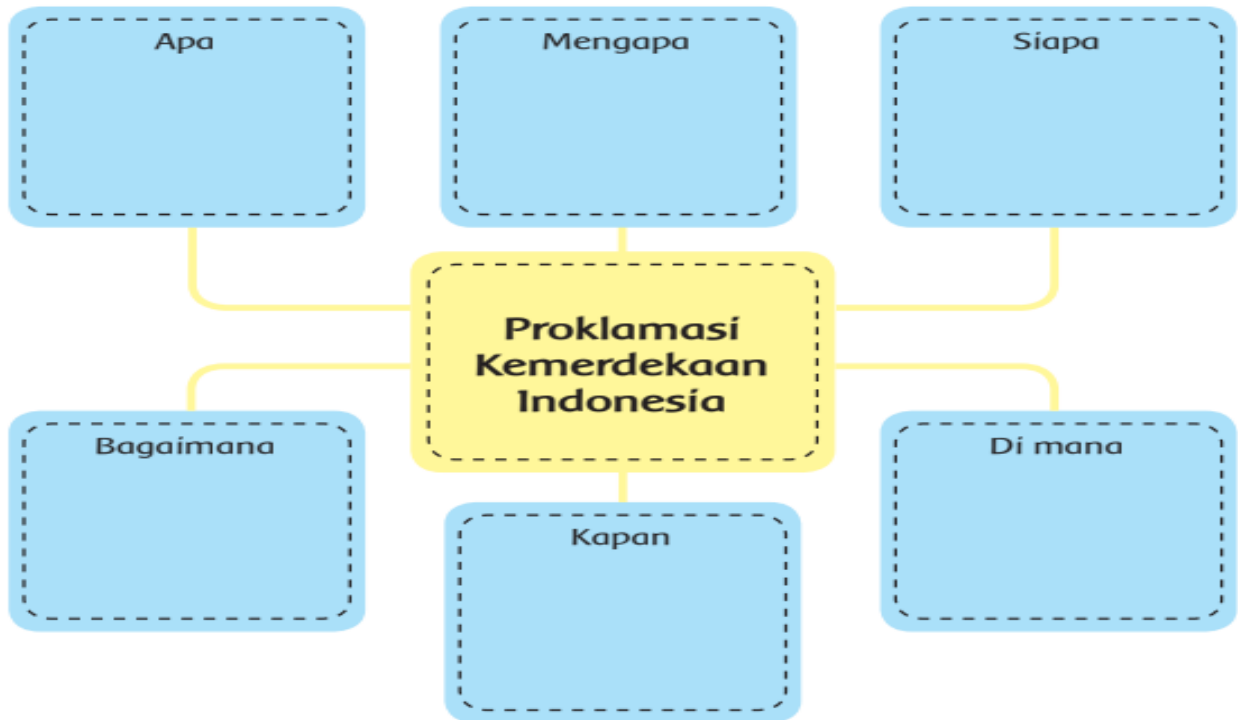 Apa
Mengapa
Siapa
Proklamasi
Kemerdekaan
Indonesia
Bagaimana
Di mana
Kapan